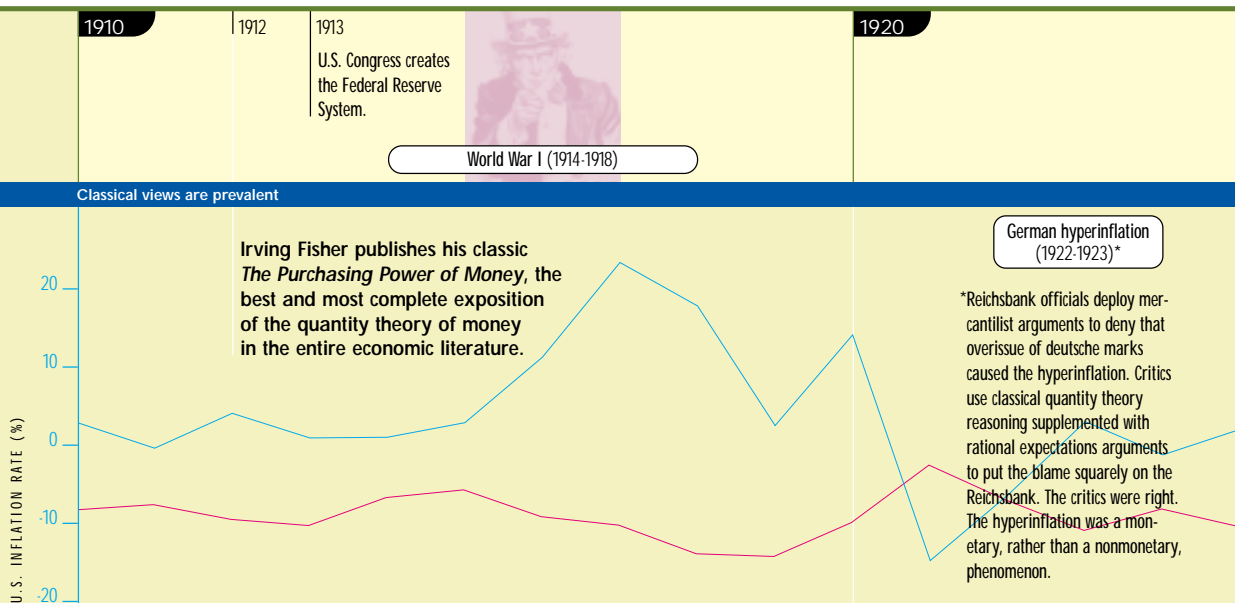 1910
1912
1913
1920
U.S. Congress creates
the Federal Reserve
System.
World War I (1914-1918)
Classical views are prevalent
Irving Fisher publishes his classic
The Purchasing Power of Money, the
best and most complete exposition
of the quantity theory of money
in the entire economic literature.
German hyperinflation
(1922-1923)*
*Reichsbank officials deploy mer-
cantilist arguments to deny that
overissue of deutsche marks
caused the hyperinflation. Critics
use classical quantity theory
reasoning supplemented with
rational expectations arguments
to put the blame squarely on the
Reichsbank. The critics were right.
The hyperinflation was a mon-
etary, rather than a nonmonetary,
phenomenon.
20
10
0
-10
-20
U.S. INFLATION RATE (%)